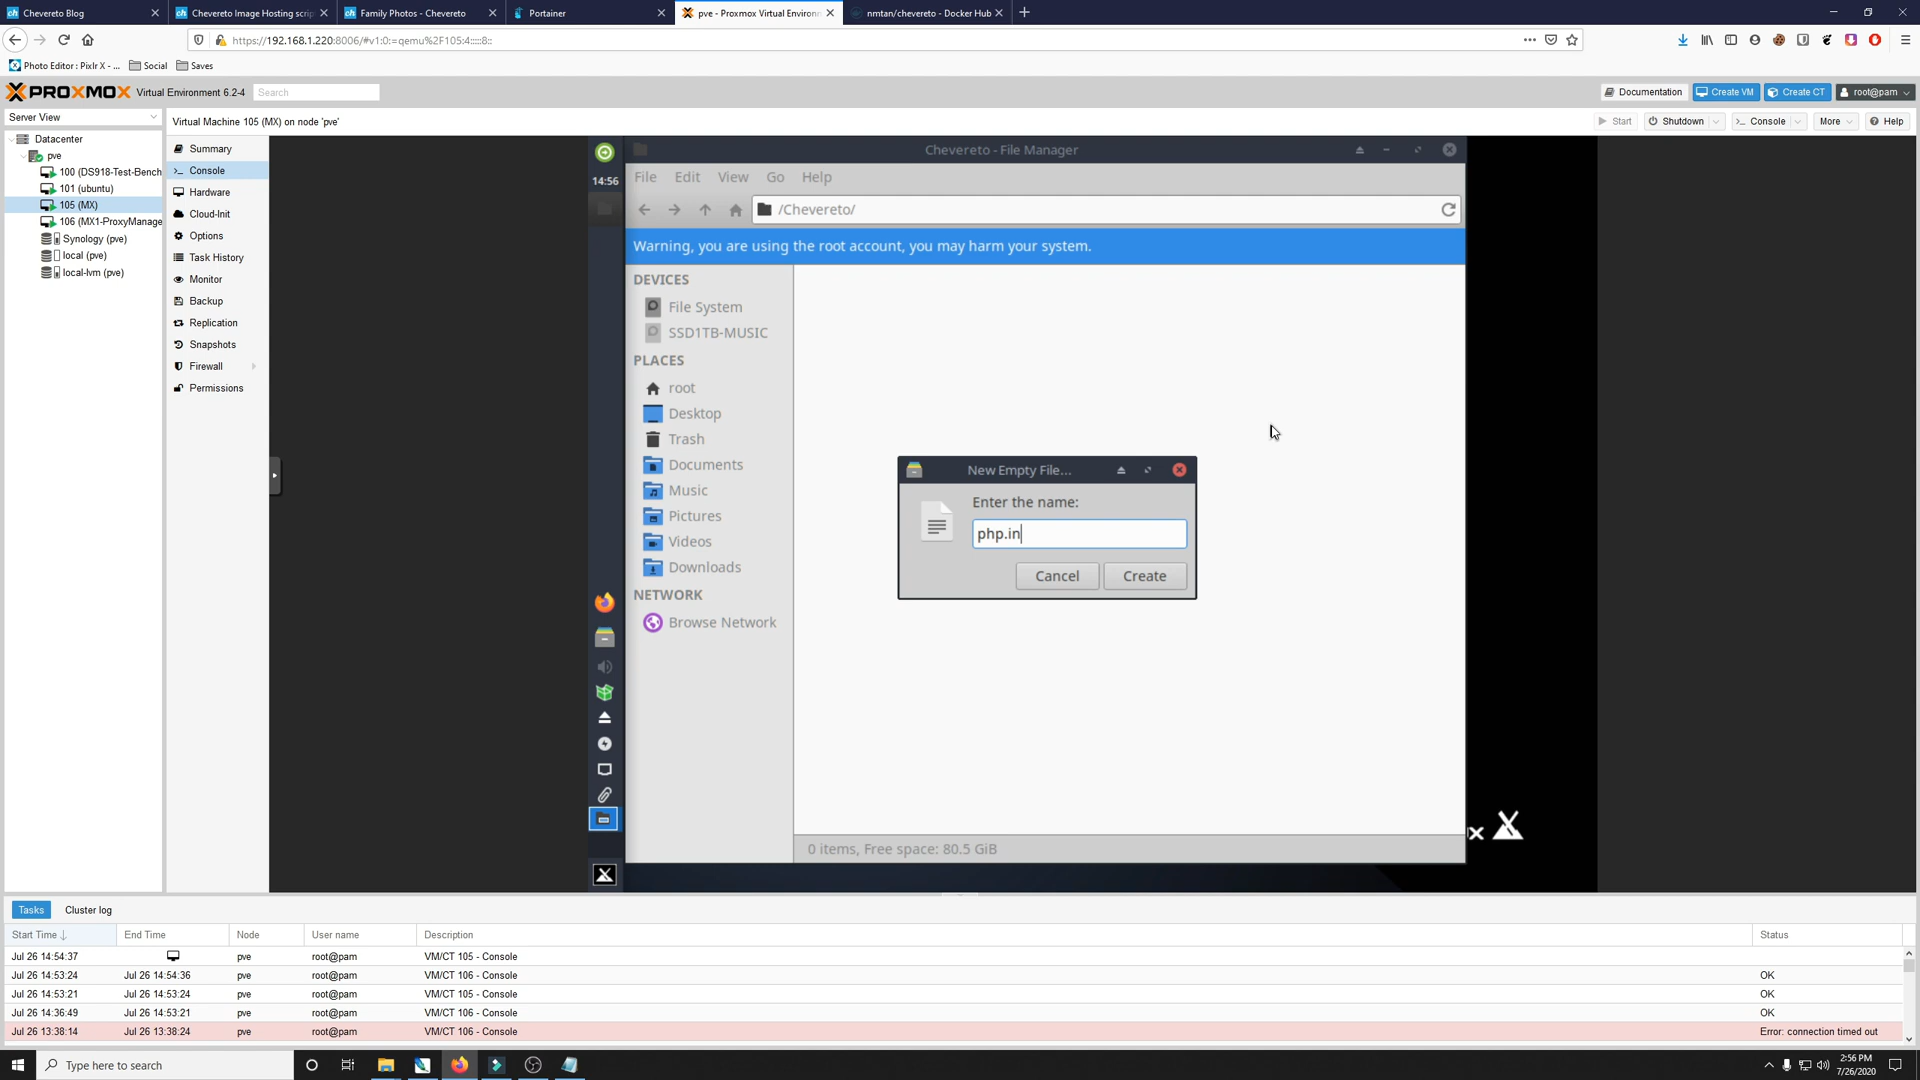 Chevereto Blog
Chevereto Image Hosting scrip
Family Photos - Chevereto
Portainer
pve - Proxmox Virtual Environ
nmtan/chevereto - Docker Hub
https://192.168.1.220:8006/#v1:0:=qemu%2F105:4:::::8::
Photo Editor : Pixlr X - ...
Social
Saves
PROXMOX
Virtual Environment 6.2-4
Search
Documentation
Create VM
Create CT
root@pam
Server View
Virtual Machine 105 (MX) on node 'pve'
Start
Shutdown
Console
More
Help
Datacenter
pve
100 (DS918-Test-Bench
101 (ubuntu)
105 (MX)
106 (MX1-ProxyManage
Synology (pve)
local (pve)
local-lvm (pve)
Summary
Console
Hardware
Cloud-Init
Options
Task History
Monitor
Backup
Replication
Snapshots
Firewall
Permissions
14:56
Chevereto - File Manager
File
Edit
View
Go
Help
/Chevereto/
Warning, you are using the root account, you may harm your system.
DEVICES
File System
SSD1TB-MUSIC
PLACES
root
Desktop
Trash
Documents
Music
Pictures
Videos
Downloads
NETWORK
Browse Network
New Empty File...
Enter the name:
php.in
Cancel
Create
0 items, Free space: 80.5 GiB
x
Tasks
Cluster log
Start Time
End Time
Node
User name
Description
Status
Jul 26 14:54:37
pve
root@pam
VM/CT 105 - Console
Jul 26 14:53:24
Jul 26 14:54:36
pve
root@pam
VM/CT 106 - Console
OK
Jul 26 14:53:21
Jul 26 14:53:24
pve
root@pam
VM/CT 105 - Console
OK
Jul 26 14:36:49
Jul 26 14:53:21
pve
root@pam
VM/CT 106 - Console
OK
Jul 26 13:38:14
Jul 26 13:38:24
pve
root@pam
VM/CT 106 - Console
Error: connection timed out
Type here to search
2:56 PM
7/26/2020